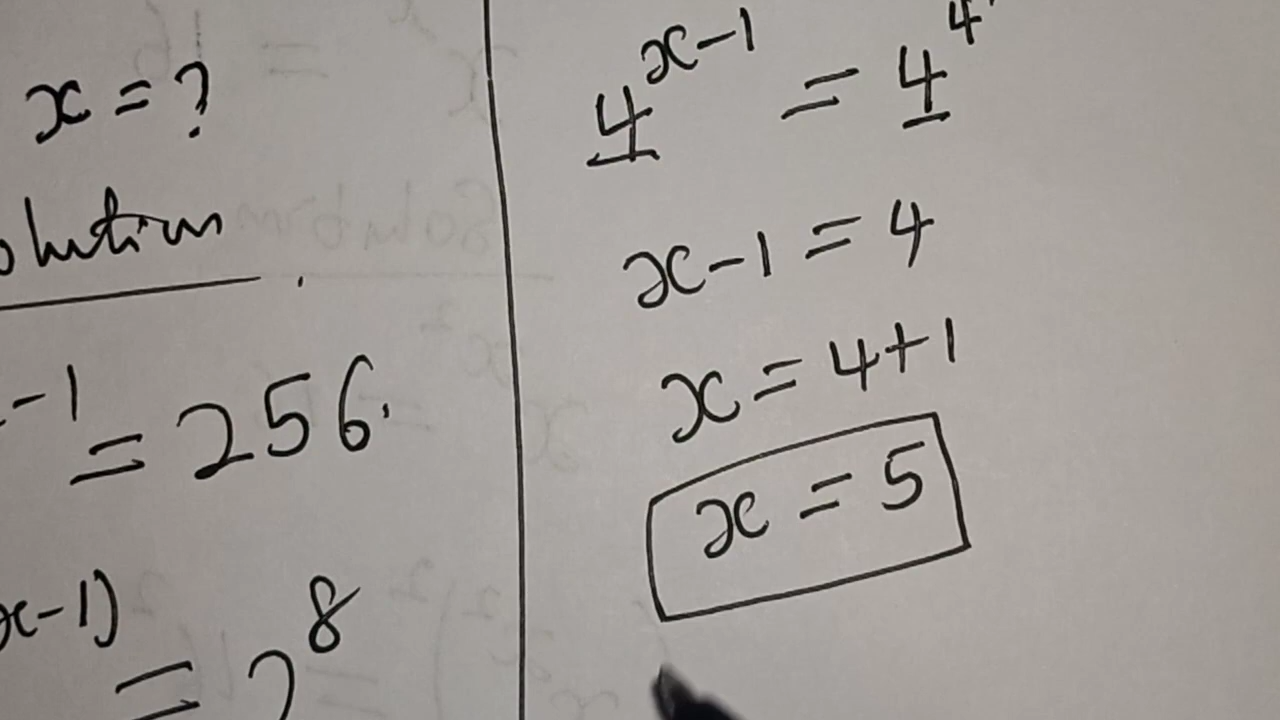 x = ?
olution
-1 = 256.
x-1) = 2^8
4^{x-1} = 4^4
x-1 = 4
x = 4+1
x = 5